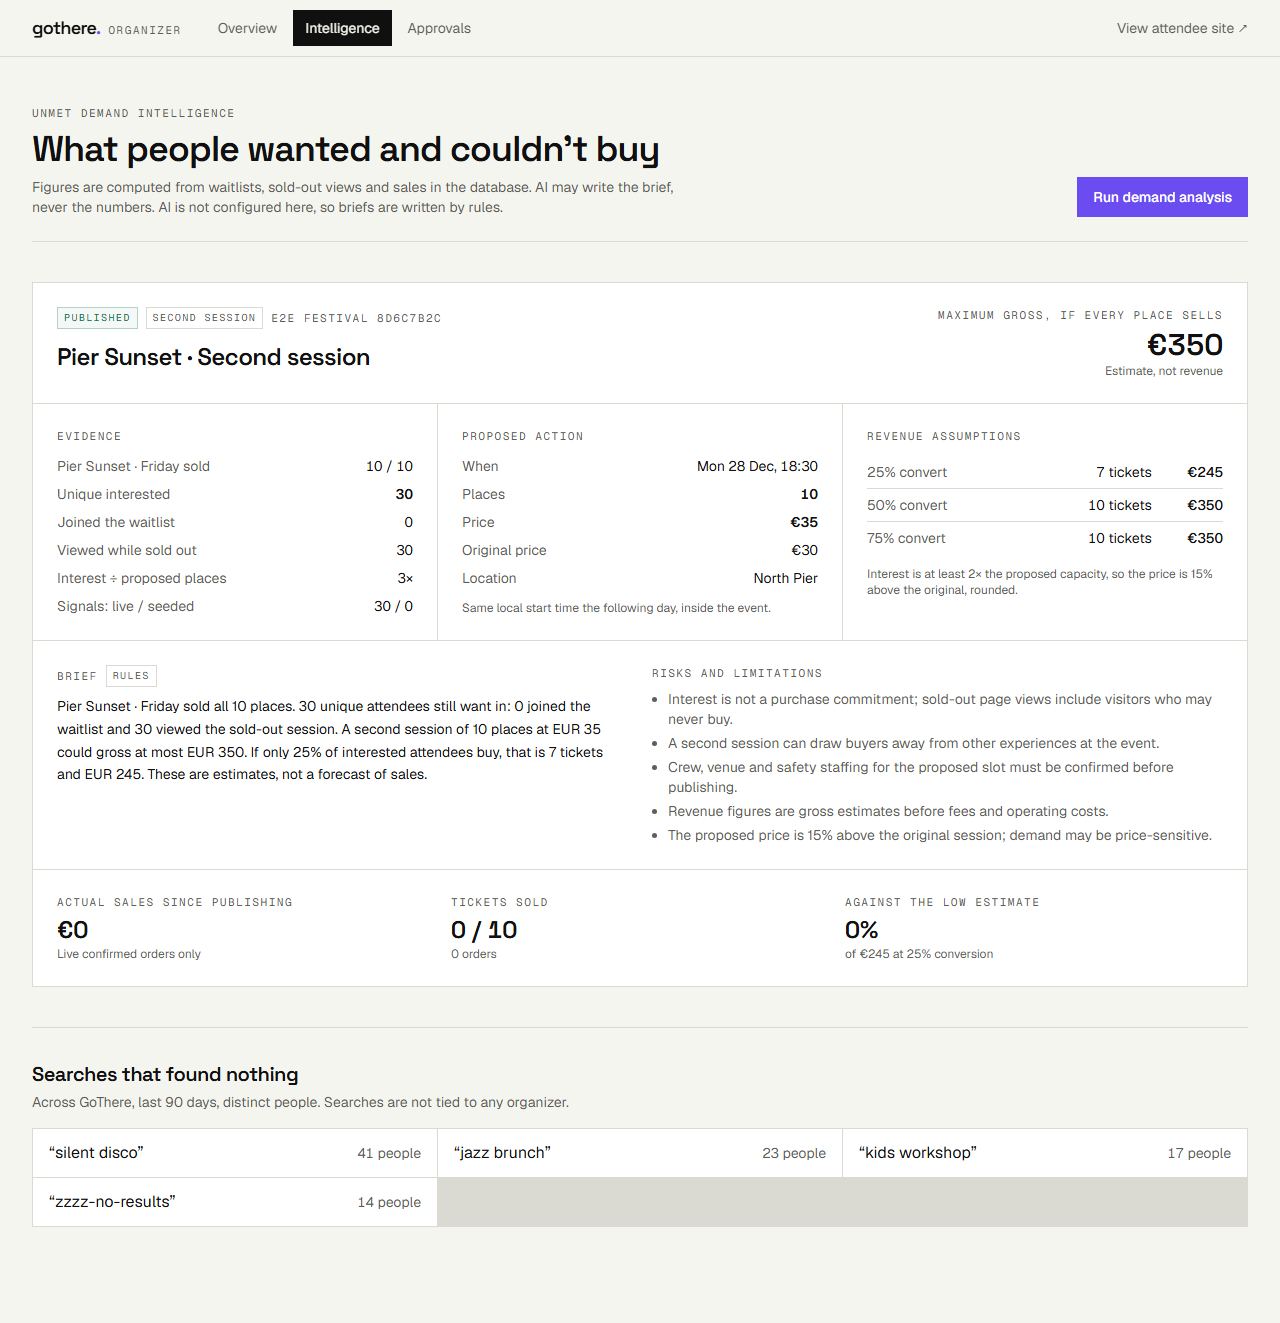 gothere. ORGANIZER Overview Intelligence Approvals View attendee site ↗
UNMET DEMAND INTELLIGENCE
What people wanted and couldn’t buy
Figures are computed from waitlists, sold-out views and sales in the database. AI may write the brief,
never the numbers. AI is not configured here, so briefs are written by rules.
Run demand analysis
PUBLISHED SECOND SESSION E2E FESTIVAL 8D6C7B2C
Pier Sunset · Second session
MAXIMUM GROSS, IF EVERY PLACE SELLS
€350
Estimate, not revenue
EVIDENCE
Pier Sunset · Friday sold 10 / 10
Unique interested 30
Joined the waitlist 0
Viewed while sold out 30
Interest ÷ proposed places 3×
Signals: live / seeded 30 / 0
PROPOSED ACTION
When Mon 28 Dec, 18:30
Places 10
Price €35
Original price €30
Location North Pier
Same local start time the following day, inside the event.
REVENUE ASSUMPTIONS
25% convert 7 tickets €245
50% convert 10 tickets €350
75% convert 10 tickets €350
Interest is at least 2× the proposed capacity, so the price is 15%
above the original, rounded.
BRIEF RULES
Pier Sunset · Friday sold all 10 places. 30 unique attendees still want in: 0 joined the
waitlist and 30 viewed the sold-out session. A second session of 10 places at EUR 35
could gross at most EUR 350. If only 25% of interested attendees buy, that is 7 tickets
and EUR 245. These are estimates, not a forecast of sales.
RISKS AND LIMITATIONS
• Interest is not a purchase commitment; sold-out page views include visitors who may
never buy.
• A second session can draw buyers away from other experiences at the event.
• Crew, venue and safety staffing for the proposed slot must be confirmed before
publishing.
• Revenue figures are gross estimates before fees and operating costs.
• The proposed price is 15% above the original session; demand may be price-sensitive.
ACTUAL SALES SINCE PUBLISHING
€0
Live confirmed orders only
TICKETS SOLD
0 / 10
0 orders
AGAINST THE LOW ESTIMATE
0%
of €245 at 25% conversion
Searches that found nothing
Across GoThere, last 90 days, distinct people. Searches are not tied to any organizer.
“silent disco” 41 people
“jazz brunch” 23 people
“kids workshop” 17 people
“zzzz-no-results” 14 people